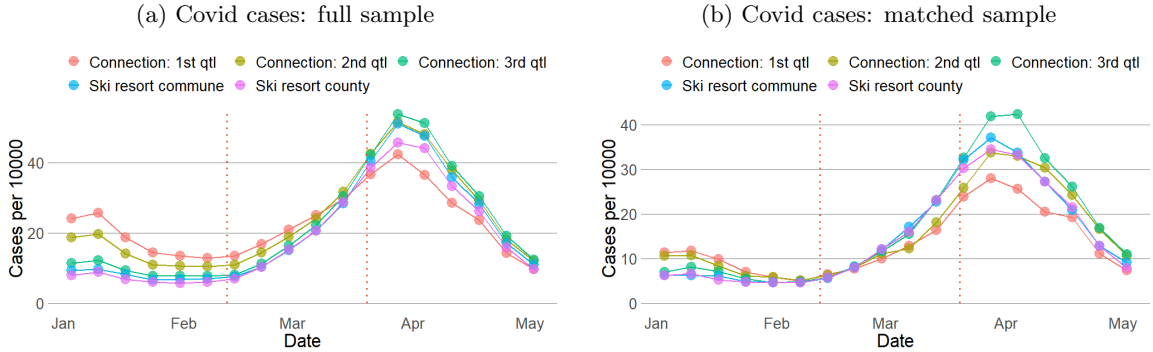 (a) Covid cases: full sample
Connection: 1st qtl Connection: 2nd qtl Connection: 3rd qtl
Ski resort commune Ski resort county
Cases per 10000
40
20
0
Jan Feb Mar Apr May
Date
(b) Covid cases: matched sample
Connection: 1st qtl Connection: 2nd qtl Connection: 3rd qtl
Ski resort commune Ski resort county
Cases per 10000
40
30
20
10
0
Jan Feb Mar Apr May
Date